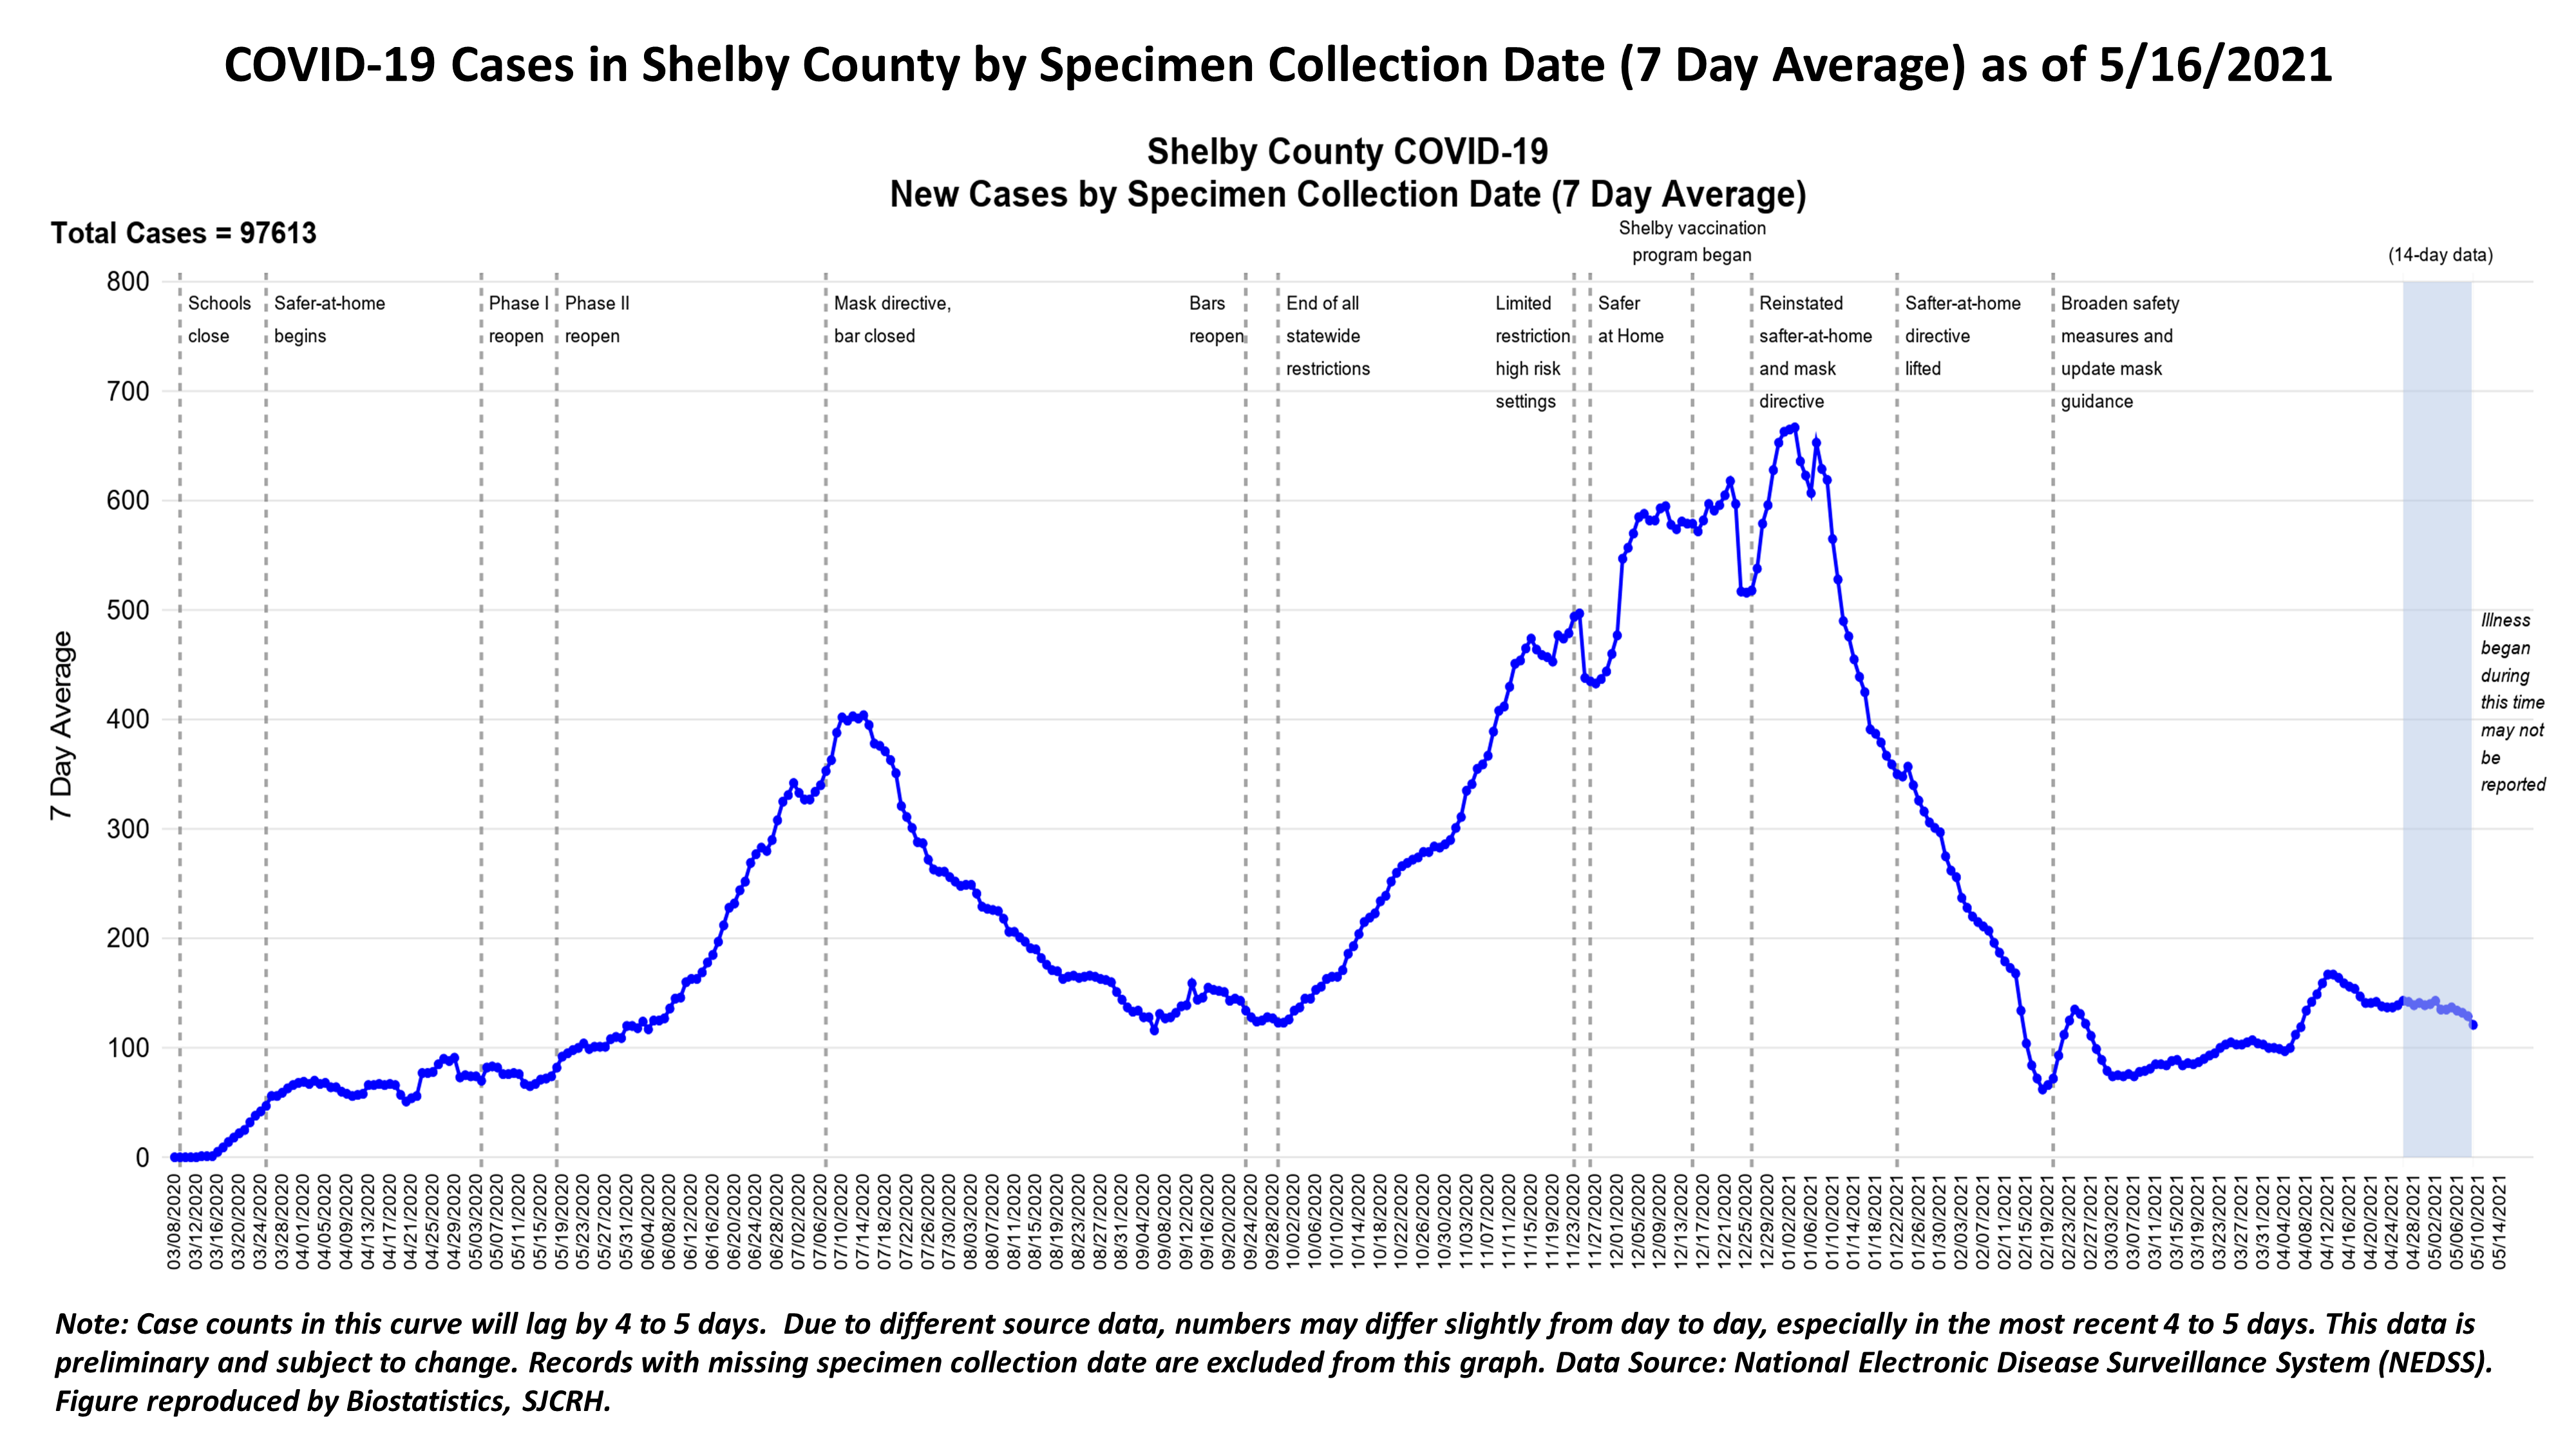 COVID-19 Cases in Shelby County by Specimen Collection Date (7 Day Average) as of 5/16/2021
Shelby County COVID-19
New Cases by Specimen Collection Date (7 Day Average)
Total Cases = 97613
Shelby vaccination
program began
(14-day data)
Schools
close
Safer-at-home
begins
Phase I
reopen
Phase II
reopen
Mask directive,
bar closed
Bars
reopen
End of all
statewide
restrictions
Limited
restriction
high risk
settings
Safer
at Home
Reinstated
safter-at-home
and mask
directive
Safter-at-home
directive
lifted
Broaden safety
measures and
update mask
guidance
Illness
began
during
this time
may not
be
reported
7 Day Average
800
700
600
500
400
300
200
100
0
03/08/2020
03/12/2020
03/16/2020
03/20/2020
03/24/2020
03/28/2020
04/01/2020
04/05/2020
04/09/2020
04/13/2020
04/17/2020
04/21/2020
04/25/2020
04/29/2020
05/03/2020
05/07/2020
05/11/2020
05/15/2020
05/19/2020
05/23/2020
05/27/2020
05/31/2020
06/04/2020
06/08/2020
06/12/2020
06/16/2020
06/20/2020
06/24/2020
06/28/2020
07/02/2020
07/06/2020
07/10/2020
07/14/2020
07/18/2020
07/22/2020
07/26/2020
07/30/2020
08/03/2020
08/07/2020
08/11/2020
08/15/2020
08/19/2020
08/23/2020
08/27/2020
08/31/2020
09/04/2020
09/08/2020
09/12/2020
09/16/2020
09/20/2020
09/24/2020
09/28/2020
10/02/2020
10/06/2020
10/10/2020
10/14/2020
10/18/2020
10/22/2020
10/26/2020
10/30/2020
11/03/2020
11/07/2020
11/11/2020
11/15/2020
11/19/2020
11/23/2020
11/27/2020
12/01/2020
12/05/2020
12/09/2020
12/13/2020
12/17/2020
12/21/2020
12/25/2020
12/29/2020
01/02/2021
01/06/2021
01/10/2021
01/14/2021
01/18/2021
01/22/2021
01/26/2021
01/30/2021
02/03/2021
02/07/2021
02/11/2021
02/15/2021
02/19/2021
02/23/2021
02/27/2021
03/03/2021
03/07/2021
03/11/2021
03/15/2021
03/19/2021
03/23/2021
03/27/2021
03/31/2021
04/04/2021
04/08/2021
04/12/2021
04/16/2021
04/20/2021
04/24/2021
04/28/2021
05/02/2021
05/06/2021
05/10/2021
05/14/2021
Note: Case counts in this curve will lag by 4 to 5 days.  Due to different source data, numbers may differ slightly from day to day, especially in the most recent 4 to 5 days. This data is
preliminary and subject to change. Records with missing specimen collection date are excluded from this graph. Data Source: National Electronic Disease Surveillance System (NEDSS).
Figure reproduced by Biostatistics, SJCRH.